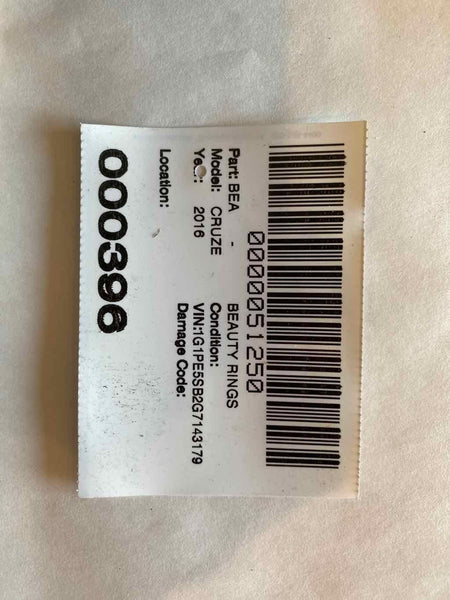 0000051250
Part: BEA - BEAUTY RINGS
Model: CRUZE Condition:
Year: 2016 VIN:1G1PE5SB2G7143179
Damage Code:
Location:
000396